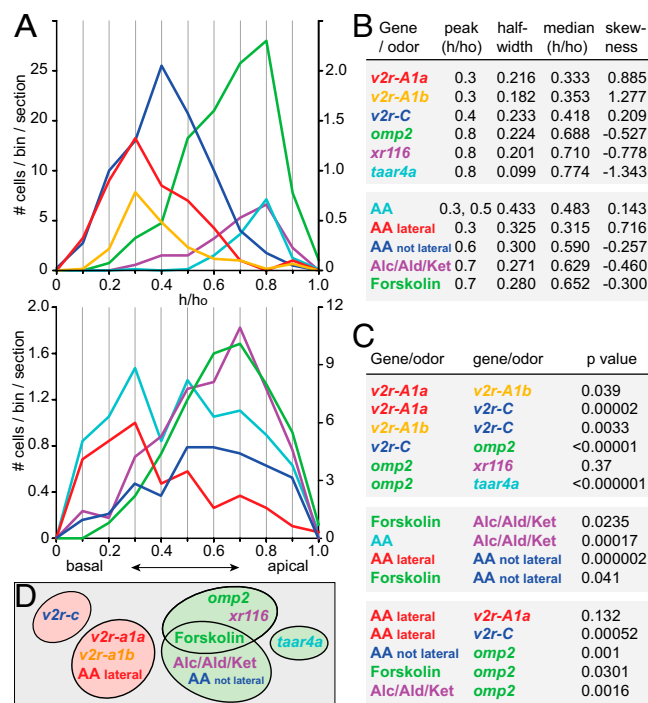 A
# cells / bin / section
25
20
15
10
5
0
2.0
1.5
1.0
0.5
0
0 0.2 0.4 0.6 0.8 1.0
h/ho
# cells / bin / section
2.0
1.6
1.2
0.8
0.4
0
12
9
6
3
0
0 0.2 0.4 0.6 0.8 1.0
basal apical
B
Gene / odor peak (h/ho) half-width median (h/ho) skew-ness
v2r-A1a 0.3 0.216 0.333 0.885
v2r-A1b 0.3 0.182 0.353 1.277
v2r-C 0.4 0.233 0.418 0.209
omp2 0.8 0.224 0.688 -0.527
xr116 0.8 0.201 0.710 -0.778
taar4a 0.8 0.099 0.774 -1.343
AA 0.3, 0.5 0.433 0.483 0.143
AA lateral 0.3 0.325 0.315 0.716
AA not lateral 0.6 0.300 0.590 -0.257
Alc/Ald/Ket 0.7 0.271 0.629 -0.460
Forskolin 0.7 0.280 0.652 -0.300
C
Gene/odor gene/odor p value
v2r-A1a v2r-A1b 0.039
v2r-A1a v2r-C 0.00002
v2r-A1b v2r-C 0.0033
v2r-C omp2 <0.00001
omp2 xr116 0.37
omp2 taar4a <0.000001
Forskolin Alc/Ald/Ket 0.0235
AA Alc/Ald/Ket 0.00017
AA lateral AA not lateral 0.000002
Forskolin AA not lateral 0.041
AA lateral v2r-A1a 0.132
AA lateral v2r-C 0.00052
AA not lateral omp2 0.001
Forskolin omp2 0.0301
Alc/Ald/Ket omp2 0.0016
D
v2r-c
v2r-a1a
v2r-a1b
AA lateral
omp2
xr116
Forskolin
Alc/Ald/Ket
AA not lateral
taar4a